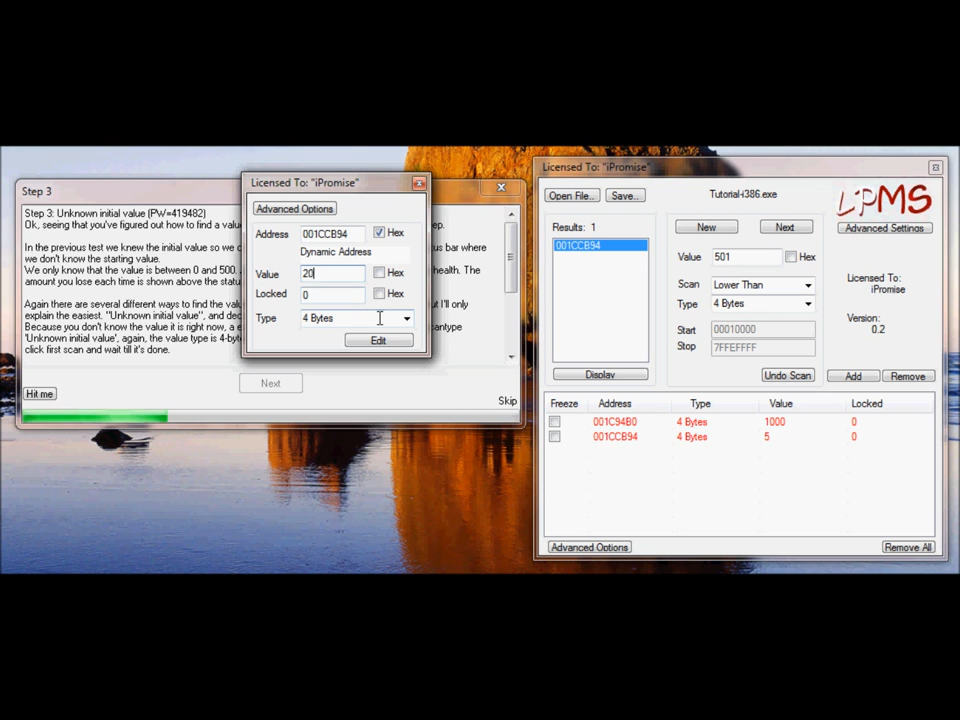 Step 3
Step 3: Unknown initial value (PW=419482)
Ok, seeing that you've figured out how to find a value
ep.
In the previous test we knew the initial value so we c
us bar where
we don't know the starting value.
We only know that the value is between 0 and 500.
health. The
amount you lose each time is shown above the statu
Again there are several different ways to find the valu
t I'll only
explain the easiest. "Unknown initial value", and dec
Because you don't know the value it is right now, a e
cantype
'Unknown initial value', again, the value type is 4-byte
click first scan and wait till it's done.
Hit me
Next
Skip
Licensed To: "iPromise"
Advanced Options
Address 001CCB94 Hex
Dynamic Address
Value 20 Hex
Locked 0 Hex
Type 4 Bytes
Edit
Licensed To: "iPromise"
Open File..
Save..
Tutorial-i386.exe
LiPMS
Results: 1
001CCB94
Display
New
Next
Advanced Settings
Value 501 Hex
Scan Lower Than
Type 4 Bytes
Start 00010000
Stop 7FFEFFFF
Licensed To:
iPromise
Version:
0.2
Undo Scan
Add
Remove
Freeze Address Type Value Locked
001C94B0 4 Bytes 1000 0
001CCB94 4 Bytes 5 0
Advanced Options
Remove All